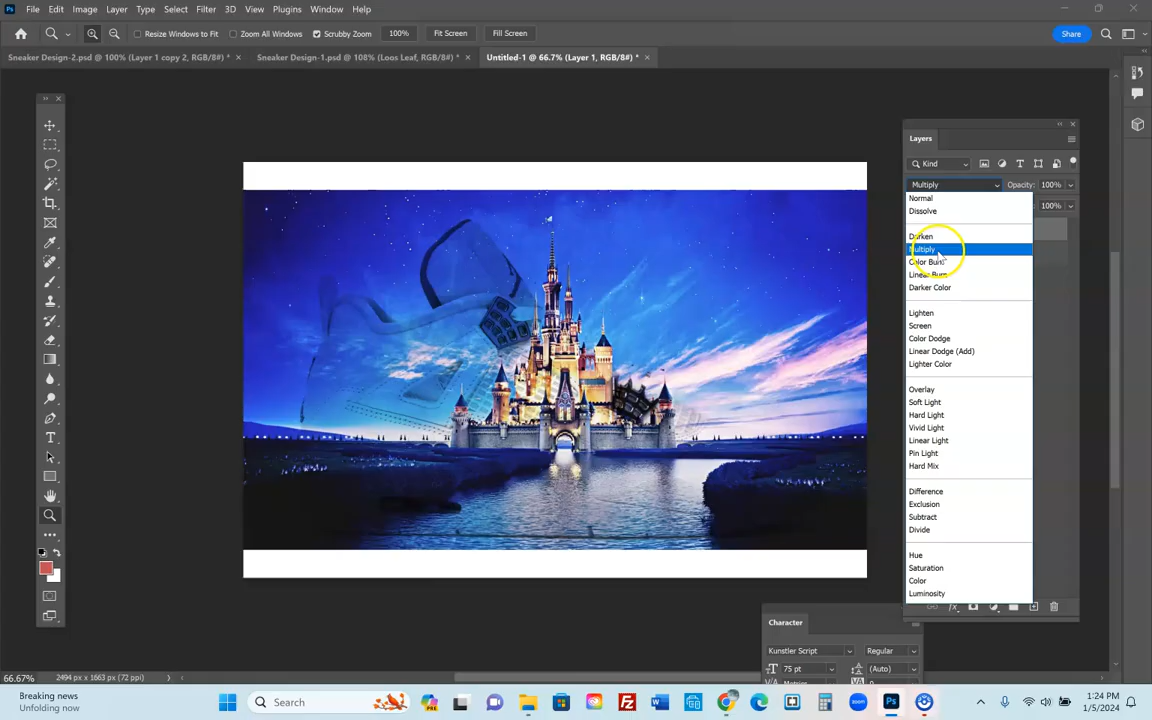 Ps File Edit Image Layer Type Select Filter 3D View Plugins Window Help
Resize Windows to Fit Zoom All Windows Scrubby Zoom 100% Fit Screen Fill Screen Share
Sneaker Design-2.psd @ 100% (Layer 1 copy 2, RGB/8#) * × Sneaker Design-1.psd @ 108% (Loos Leaf, RGB/8#) * × Untitled-1 @ 66.7% (Layer 1, RGB/8#) * ×
Layers
Kind
Multiply Opacity: 100%
100%
Normal
Dissolve
Darken
Multiply
Color Burn
Linear Burn
Darker Color
Lighten
Screen
Color Dodge
Linear Dodge (Add)
Lighter Color
Overlay
Soft Light
Hard Light
Vivid Light
Linear Light
Pin Light
Hard Mix
Difference
Exclusion
Subtract
Divide
Hue
Saturation
Color
Luminosity
Character
Kunstler Script Regular
75 pt (Auto)
66.67% 2494 px x 1663 px (72 ppi)
Breaking news
Unfolding now
Search
1:24 PM
1/5/2024